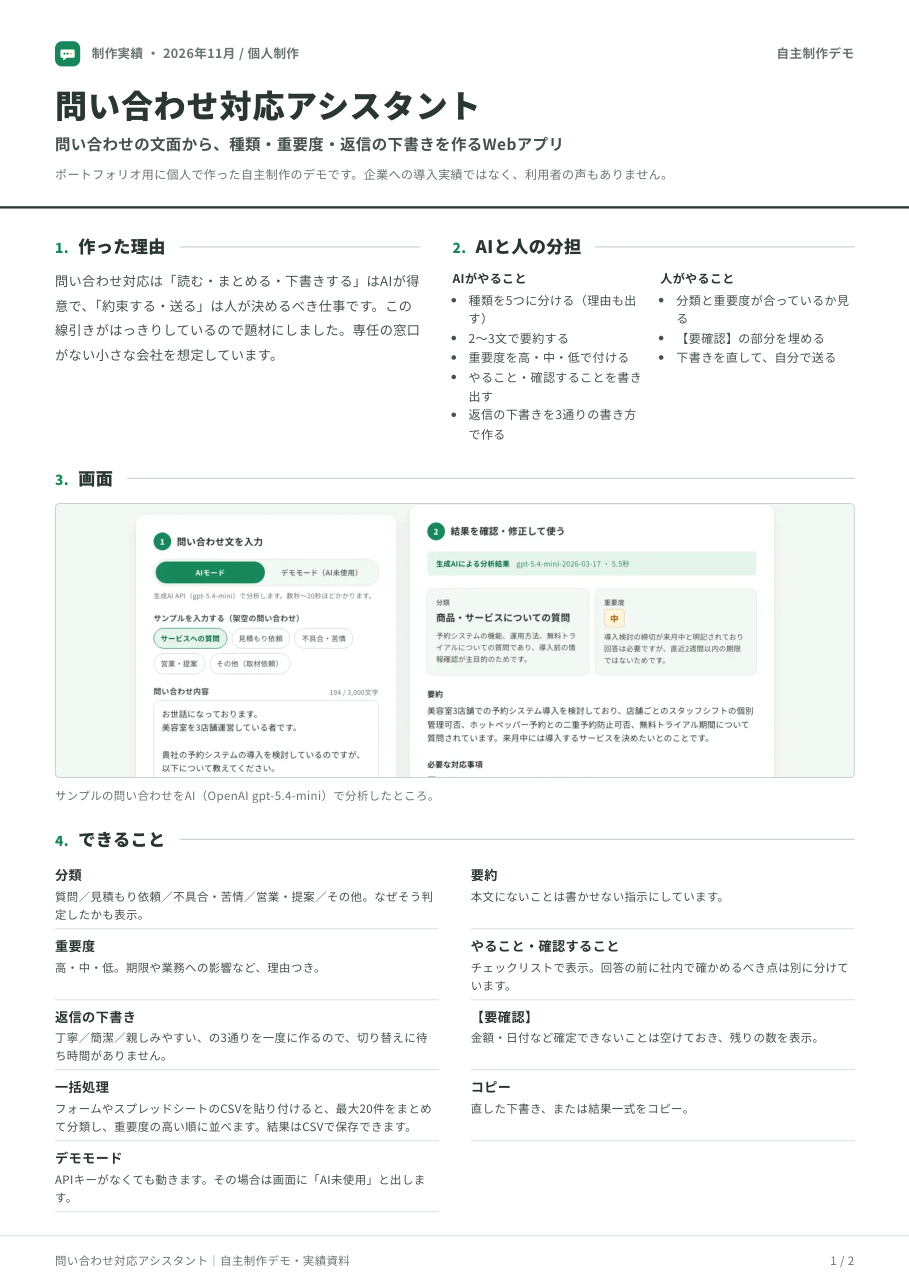 制作実績 ・ 2026年11月 / 個人制作
自主制作デモ
問い合わせ対応アシスタント
問い合わせの文面から、種類・重要度・返信の下書きを作るWebアプリ
ポートフォリオ用に個人で作った自主制作のデモです。企業への導入実績ではなく、利用者の声もありません。
1. 作った理由
問い合わせ対応は「読む・まとめる・下書きする」はAIが得
意で、「約束する・送る」は人が決めるべき仕事です。この
線引きがはっきりしているので題材にしました。専任の窓口
がない小さな会社を想定しています。
2. AIと人の分担
AIがやること
• 種類を5つに分ける（理由も出
す）
• 2〜3文で要約する
• 重要度を高・中・低で付ける
• やること・確認することを書き
出す
• 返信の下書きを3通りの書き方
で作る
人がやること
• 分類と重要度が合っているか見
る
• 【要確認】の部分を埋める
• 下書きを直して、自分で送る
3. 画面
1 問い合わせ文を入力
AIモード
デモモード（AI未使用）
生成AI API（gpt-5.4-mini）で分析します。数秒〜20秒ほどかかります。
サンプルを入力する（架空の問い合わせ）
サービスへの質問
見積もり依頼
不具合・苦情
営業・提案
その他（取材依頼）
問い合わせ内容
194 / 3,000文字
お世話になっております。
美容室を3店舗運営している者です。
貴社の予約システムの導入を検討しているのですが、
以下について教えてください。
2 結果を確認・修正して使う
生成AIによる分析結果 gpt-5.4-mini-2026-03-17 ・ 5.5秒
分類
商品・サービスについての質問
予約システムの機能、運用方法、無料トラ
イアルについての質問であり、導入前の情
報確認が主目的のためです。
重要度
中
導入検討の締切が来月中と明記されており
回答は必要ですが、直近2週間以内の期限
ではないためです。
要約
美容室3店舗での予約システム導入を検討しており、店舗ごとのスタッフシフトの個別
管理可否、ホットペッパー予約との二重予約防止可否、無料トライアル期間について
質問されています。来月中には導入するサービスを決めたいとのことです。
必要な対応事項
サンプルの問い合わせをAI（OpenAI gpt-5.4-mini）で分析したところ。
4. できること
分類
質問／見積もり依頼／不具合・苦情／営業・提案／その他。なぜそう判
定したかも表示。
要約
本文にないことは書かせない指示にしています。
重要度
高・中・低。期限や業務への影響など、理由つき。
やること・確認すること
チェックリストで表示。回答の前に社内で確かめるべき点は別に分けて
います。
返信の下書き
丁寧／簡潔／親しみやすい、の3通りを一度に作るので、切り替えに待
ち時間がありません。
【要確認】
金額・日付など確定できないことは空けておき、残りの数を表示。
一括処理
フォームやスプレッドシートのCSVを貼り付けると、最大20件をまとめ
て分類し、重要度の高い順に並べます。結果はCSVで保存できます。
コピー
直した下書き、または結果一式をコピー。
デモモード
APIキーがなくても動きます。その場合は画面に「AI未使用」と出しま
す。
問い合わせ対応アシスタント｜自主制作デモ・実績資料
1 / 2